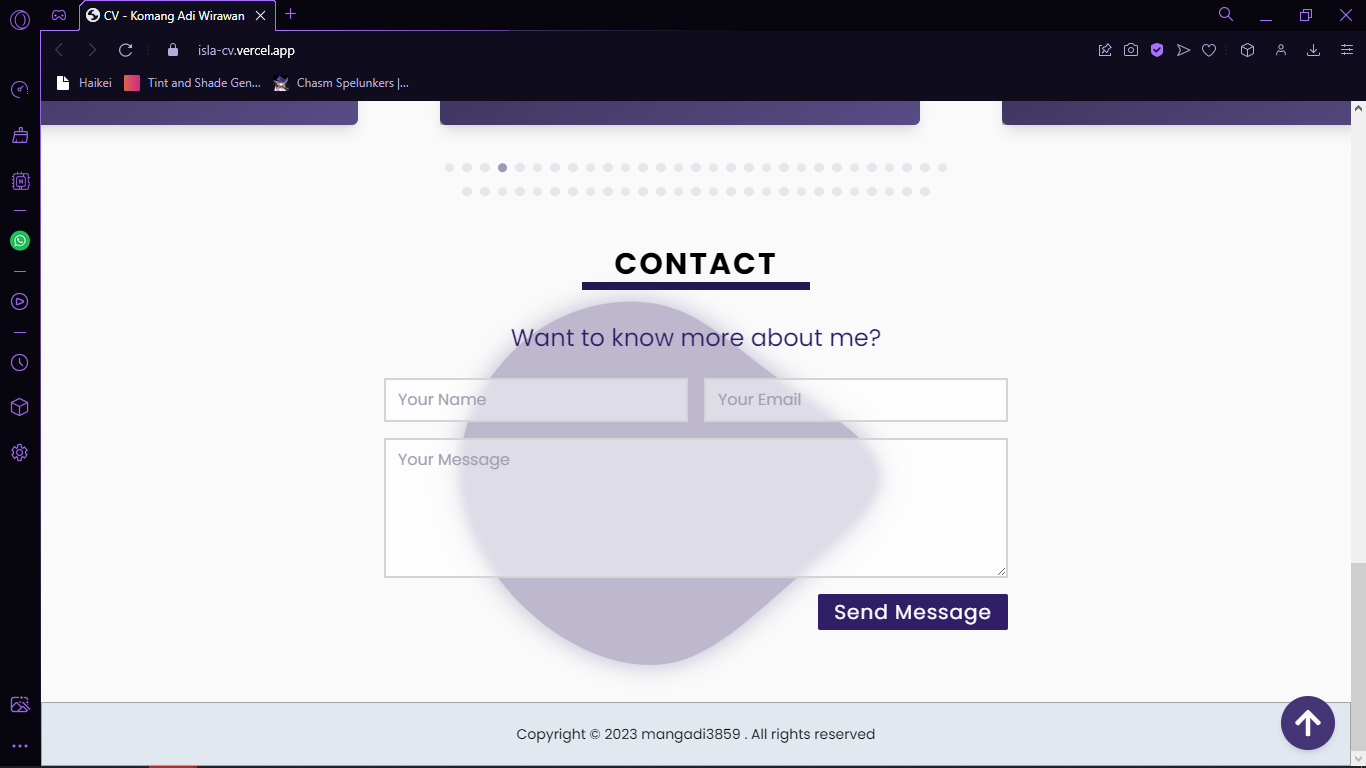 CV - Komang Adi Wirawan
isla-cv.vercel.app
Haikei Tint and Shade Gen... Chasm Spelunkers |,...
CONTACT
Want to know more about me?
Your Name Your Email
Your Message
Send Message
Copyright © 2023 mangadi3859 . All rights reserved